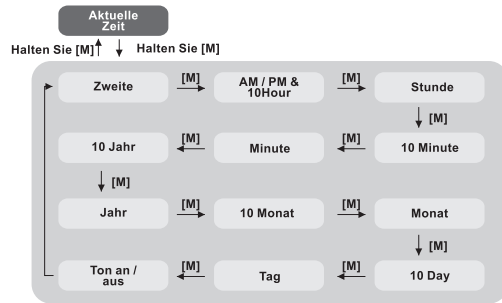 Aktuelle
Zeit
Halten Sie [M]
Halten Sie [M]
Zweite
[M]
AM / PM &
10Hour
[M]
Stunde
[M]
10 Jahr
[M]
Minute
[M]
10 Minute
[M]
Jahr
[M]
10 Monat
[M]
Monat
[M]
Ton an /
aus
[M]
Tag
[M]
10 Day